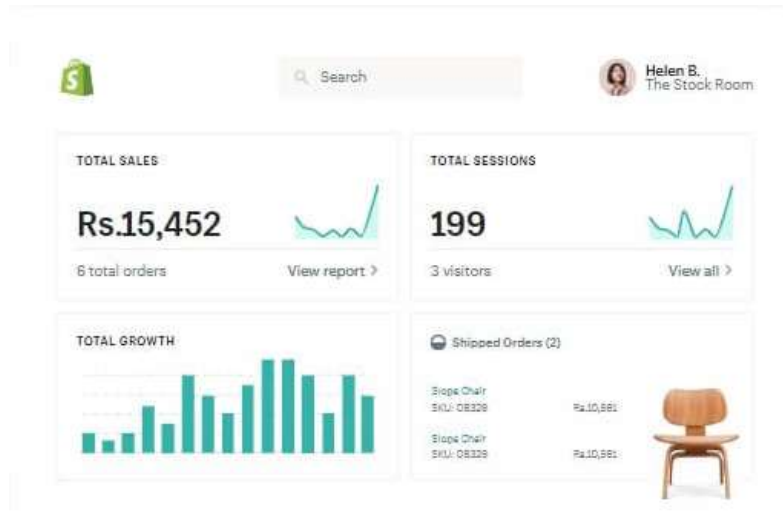 Search
Helen B.
The Stock Room
TOTAL SALES
Rs.15,452
6 total orders
View report >
TOTAL SESSIONS
199
3 visitors
View all >
TOTAL GROWTH
Shipped Orders (2)
Slope Chair
SKU: 08329
Slope Chair
SKU: 08329